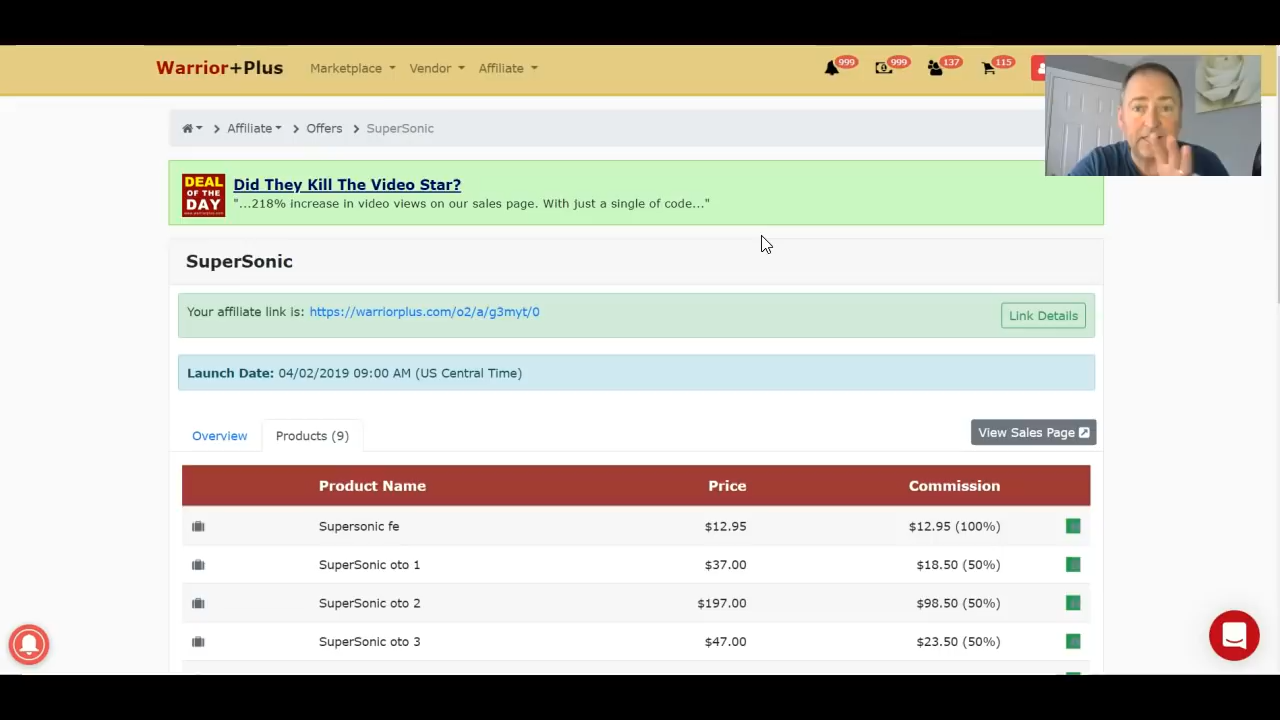 Warrior+Plus Marketplace Vendor Affiliate 999 999 137 115
Affiliate Offers SuperSonic
DEAL OF THE DAY
www.warriorplus.com
Did They Kill The Video Star?
"...218% increase in video views on our sales page. With just a single of code..."
SuperSonic
Your affiliate link is: https://warriorplus.com/o2/a/g3myt/0 Link Details
Launch Date: 04/02/2019 09:00 AM (US Central Time)
Overview Products (9) View Sales Page
Product Name Price Commission
Supersonic fe $12.95 $12.95 (100%)
SuperSonic oto 1 $37.00 $18.50 (50%)
SuperSonic oto 2 $197.00 $98.50 (50%)
SuperSonic oto 3 $47.00 $23.50 (50%)